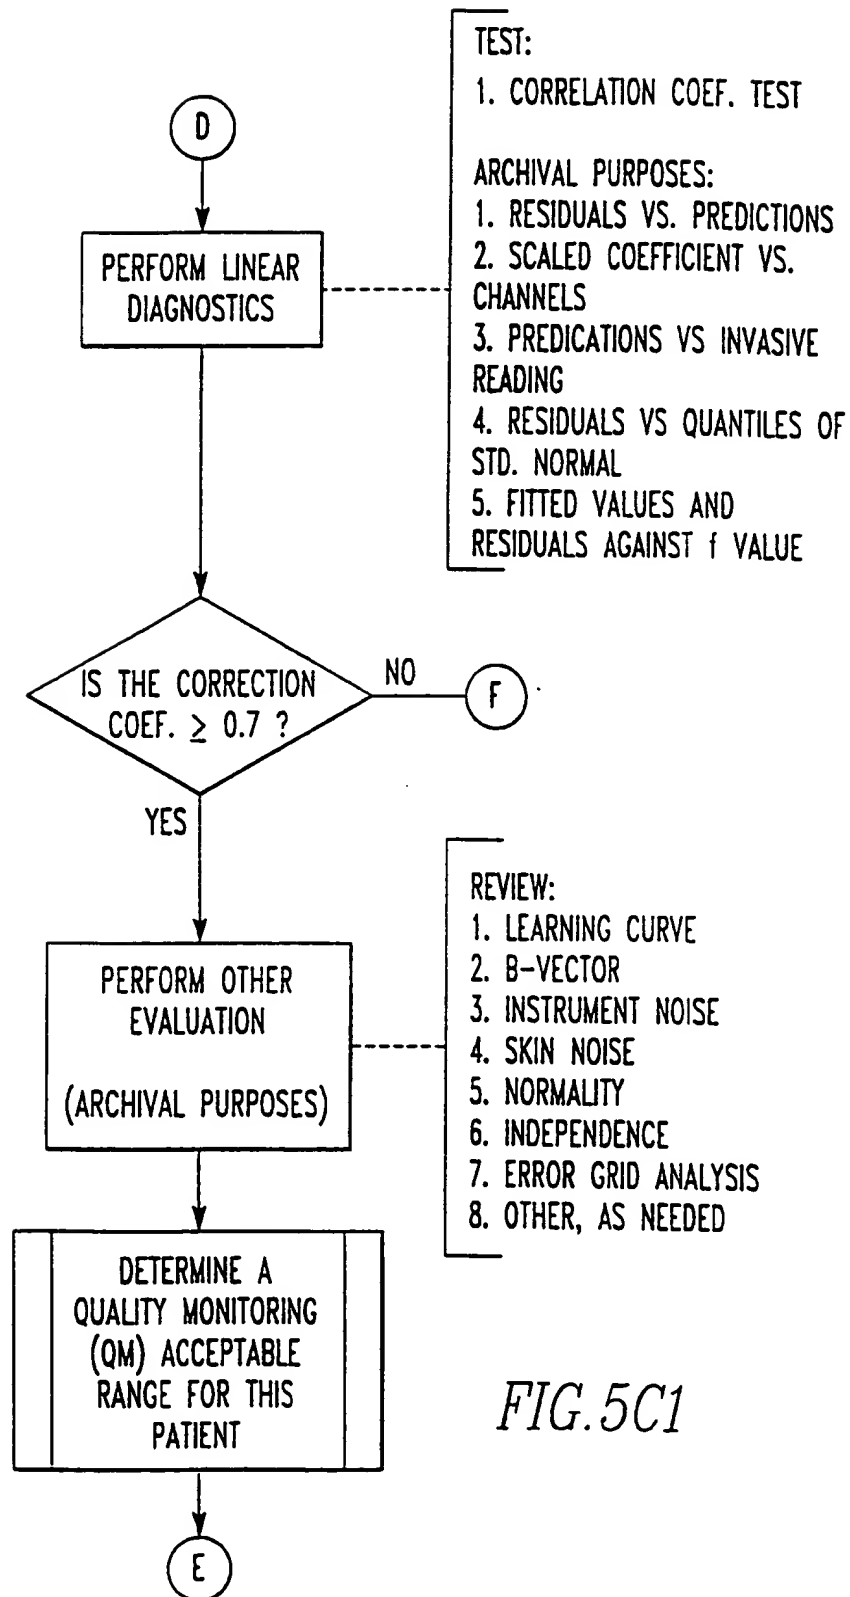 D
PERFORM LINEAR
DIAGNOSTICS
TEST:
1. CORRELATION COEF. TEST
ARCHIVAL PURPOSES:
1. RESIDUALS VS. PREDICTIONS
2. SCALED COEFFICIENT VS.
CHANNELS
3. PREDICATIONS VS INVASIVE
READING
4. RESIDUALS VS QUANTILES OF
STD. NORMAL
5. FITTED VALUES AND
RESIDUALS AGAINST f VALUE
IS THE CORRECTION
COEF. ≥ 0.7 ?
NO
F
YES
PERFORM OTHER
EVALUATION
(ARCHIVAL PURPOSES)
REVIEW:
1. LEARNING CURVE
2. B-VECTOR
3. INSTRUMENT NOISE
4. SKIN NOISE
5. NORMALITY
6. INDEPENDENCE
7. ERROR GRID ANALYSIS
8. OTHER, AS NEEDED
DETERMINE A
QUALITY MONITORING
(QM) ACCEPTABLE
RANGE FOR THIS
PATIENT
E
FIG.5C1